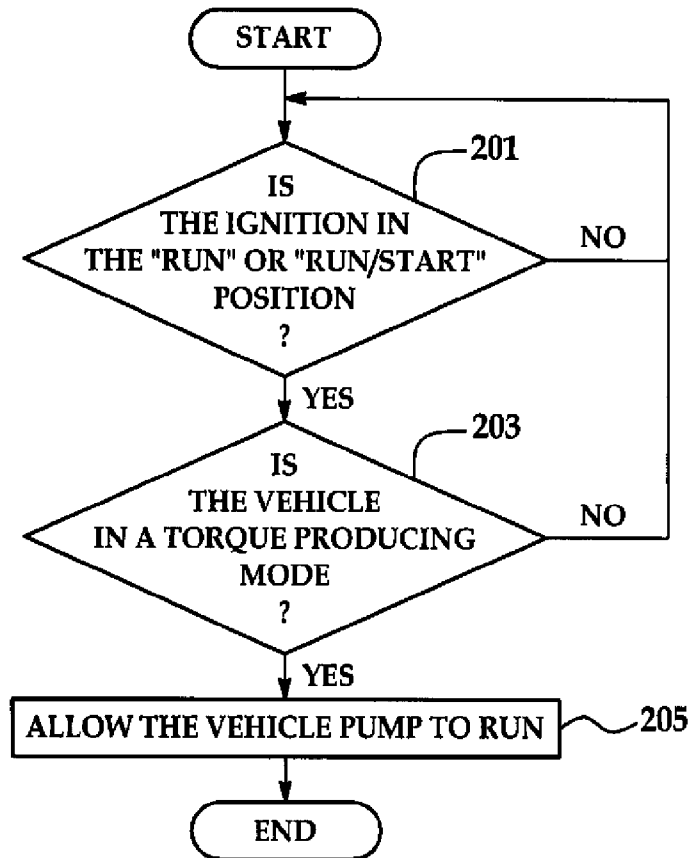 START
201
IS
THE IGNITION IN
THE "RUN" OR "RUN/START"
POSITION
?
NO
YES
203
IS
THE VEHICLE
IN A TORQUE PRODUCING
MODE
?
NO
YES
ALLOW THE VEHICLE PUMP TO RUN
205
END